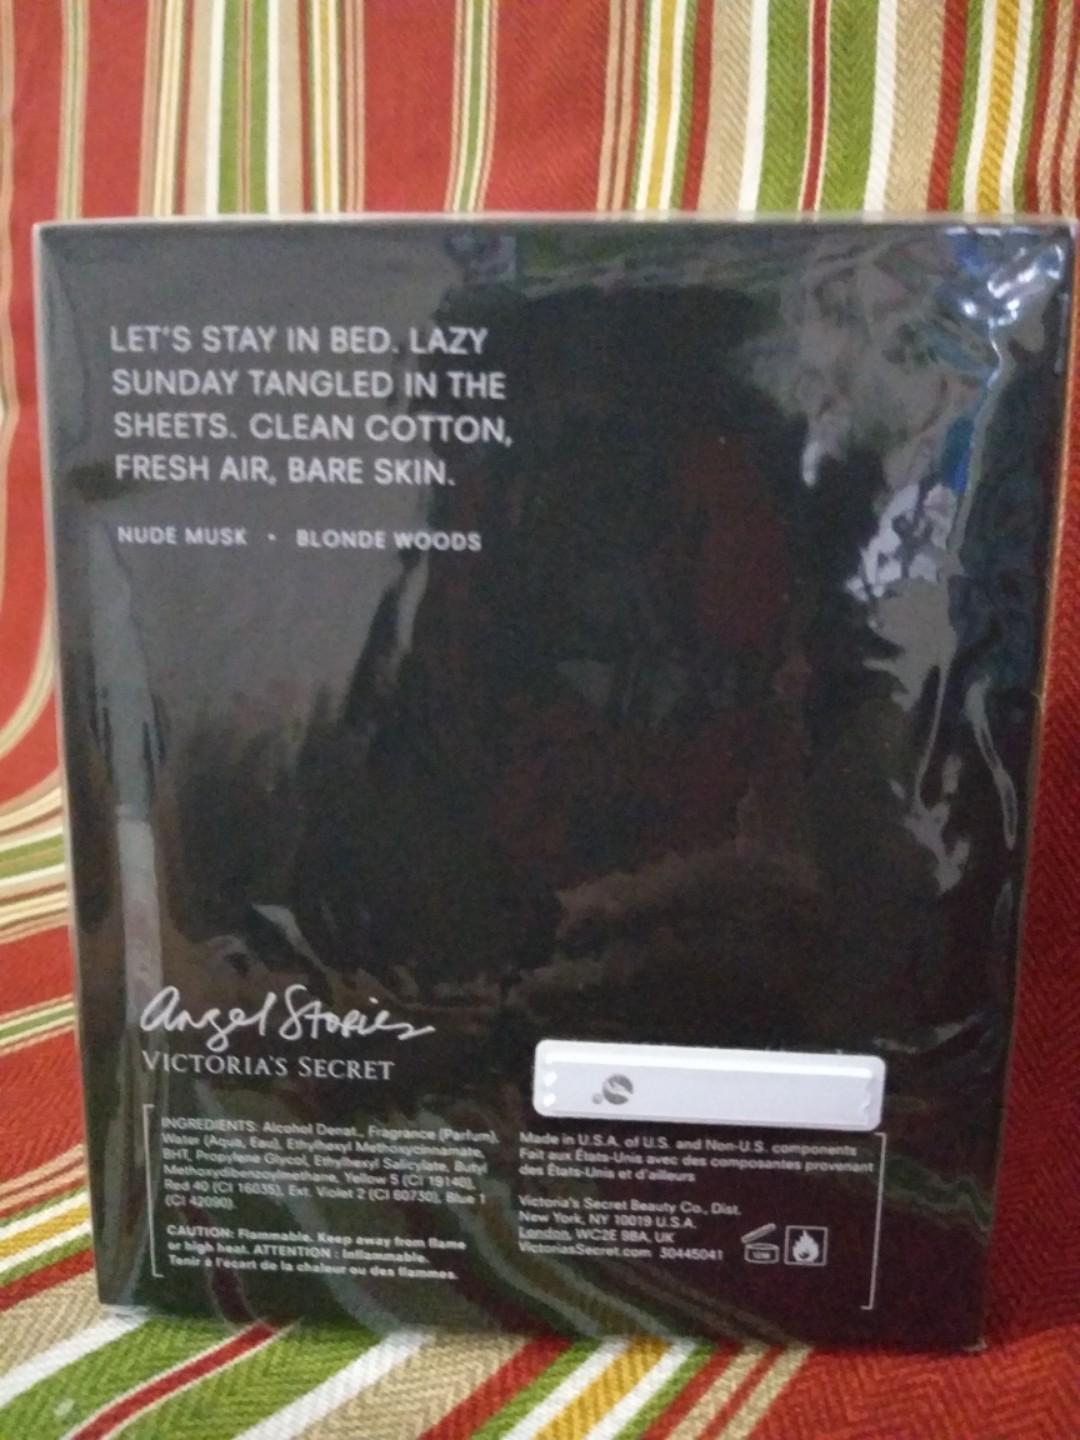 LET'S STAY IN BED. LAZY
SUNDAY TANGLED IN THE
SHEETS. CLEAN COTTON,
FRESH AIR, BARE SKIN.
NUDE MUSK • BLONDE WOODS
Angel Stories
VICTORIA'S SECRET
INGREDIENTS: Alcohol Denat., Fragrance (Parfum),
Water (Aqua, Eau), Ethylhexyl Methoxycinnamate,
BHT, Propylene Glycol, Ethylhexyl Salicylate, Butyl
Methoxydibenzoylmethane, Yellow 5 (CI 19140),
Red 40 (CI 16035), Ext. Violet 2 (CI 60730), Blue 1
(CI 42090).
CAUTION: Flammable. Keep away from flame
or high heat. ATTENTION : Inflammable.
Tenir à l'écart de la chaleur ou des flammes.
Made in U.S.A. of U.S. and Non-U.S. components
Fait aux États-Unis avec des composantes provenant
des États-Unis et d'ailleurs
Victoria's Secret Beauty Co., Dist.
New York, NY 10019 U.S.A.
London, WC2E 9BA, UK
VictoriasSecret.com 30445041
12M